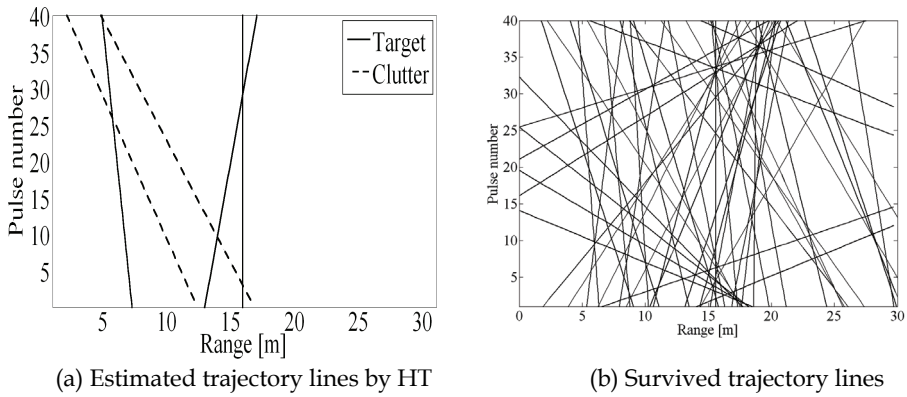 40
35
30
25
20
15
10
5
Pulse number
Target
Clutter
5 10 15 20 25 30
Range [m]
(a) Estimated trajectory lines by HT
40
35
30
25
20
15
10
5
Pulse number
0 5 10 15 20 25 30
Range [m]
(b) Survived trajectory lines